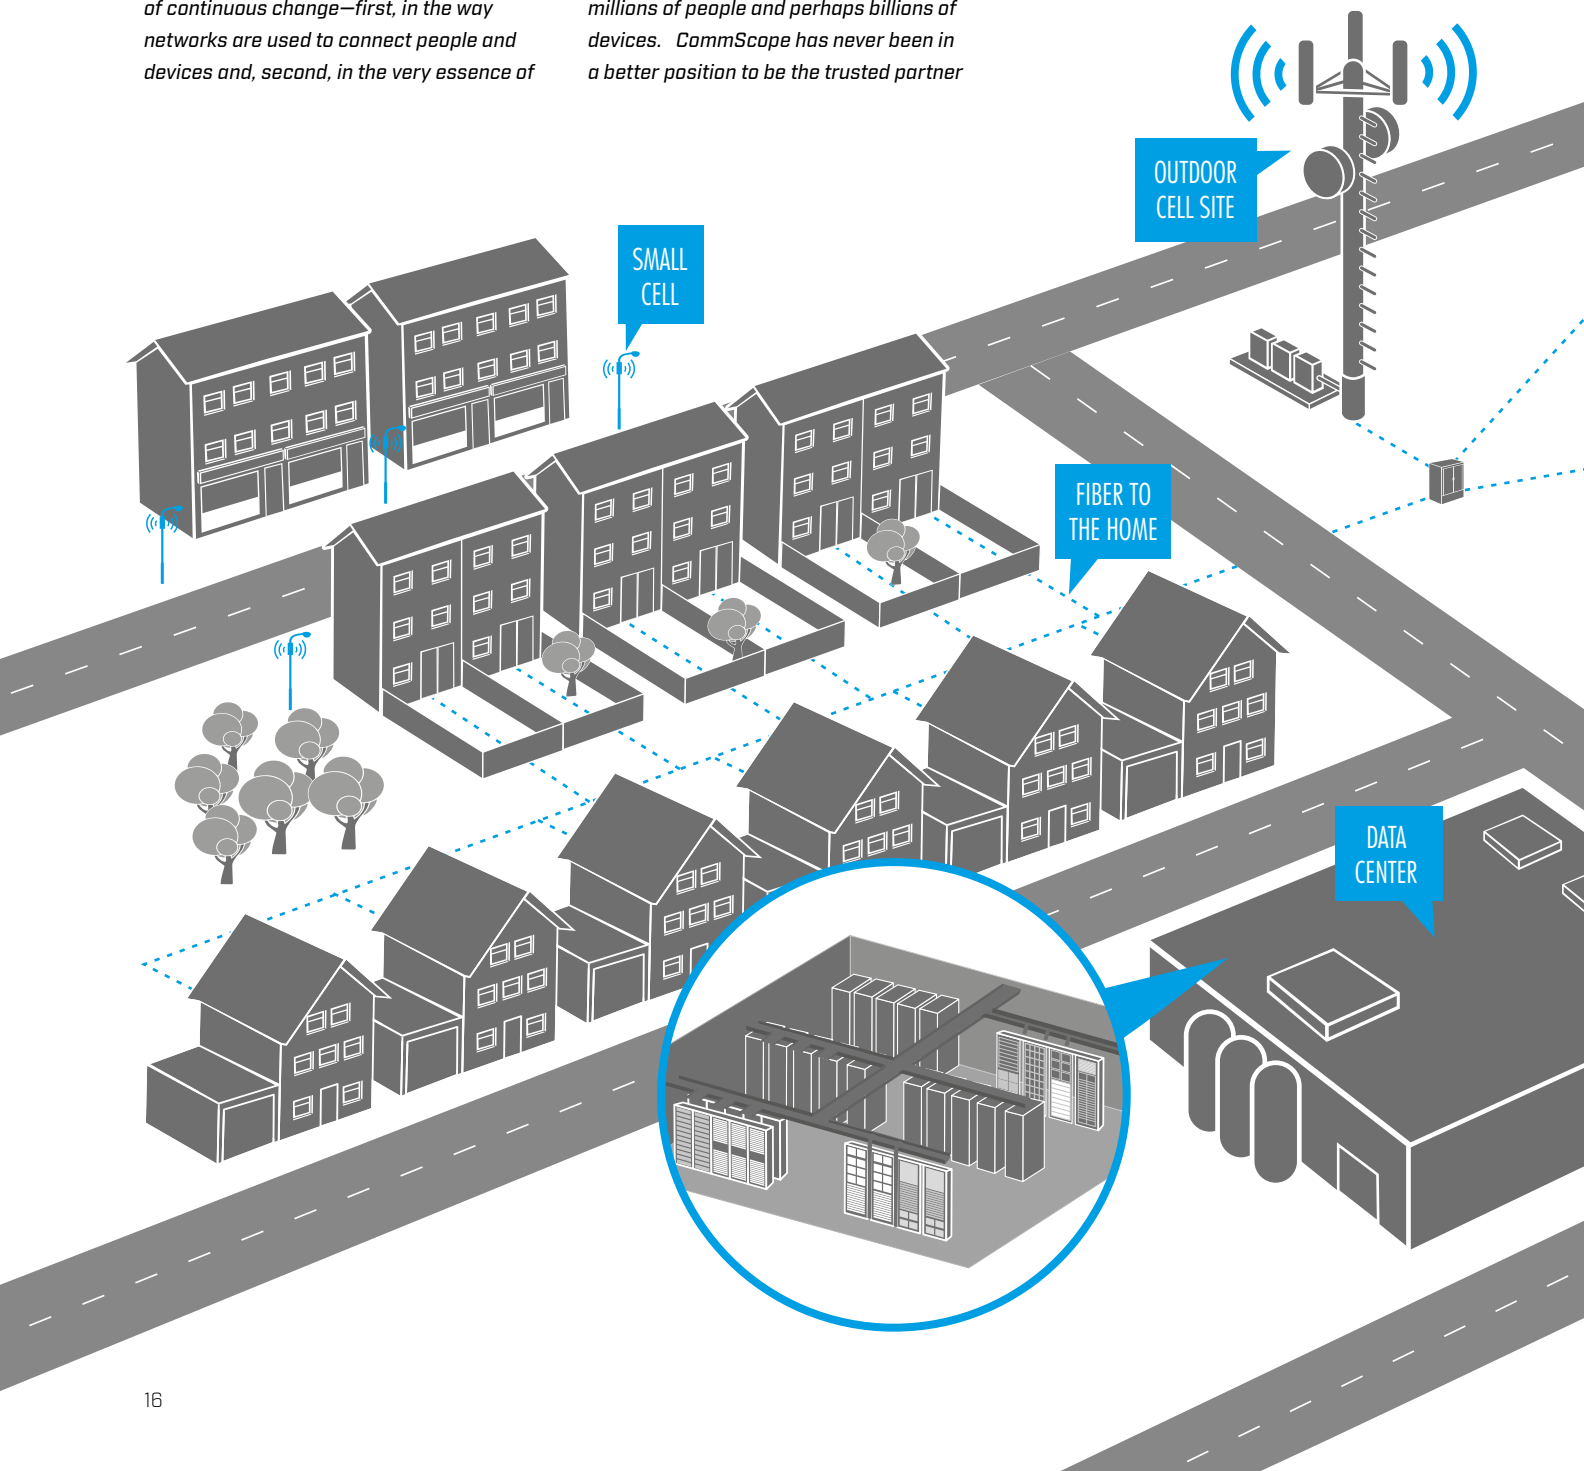 of continuous change—first, in the way
networks are used to connect people and
devices and, second, in the very essence of
millions of people and perhaps billions of
devices. CommScope has never been in
a better position to be the trusted partner
OUTDOOR
CELL SITE
SMALL
CELL
FIBER TO
THE HOME
DATA
CENTER
16